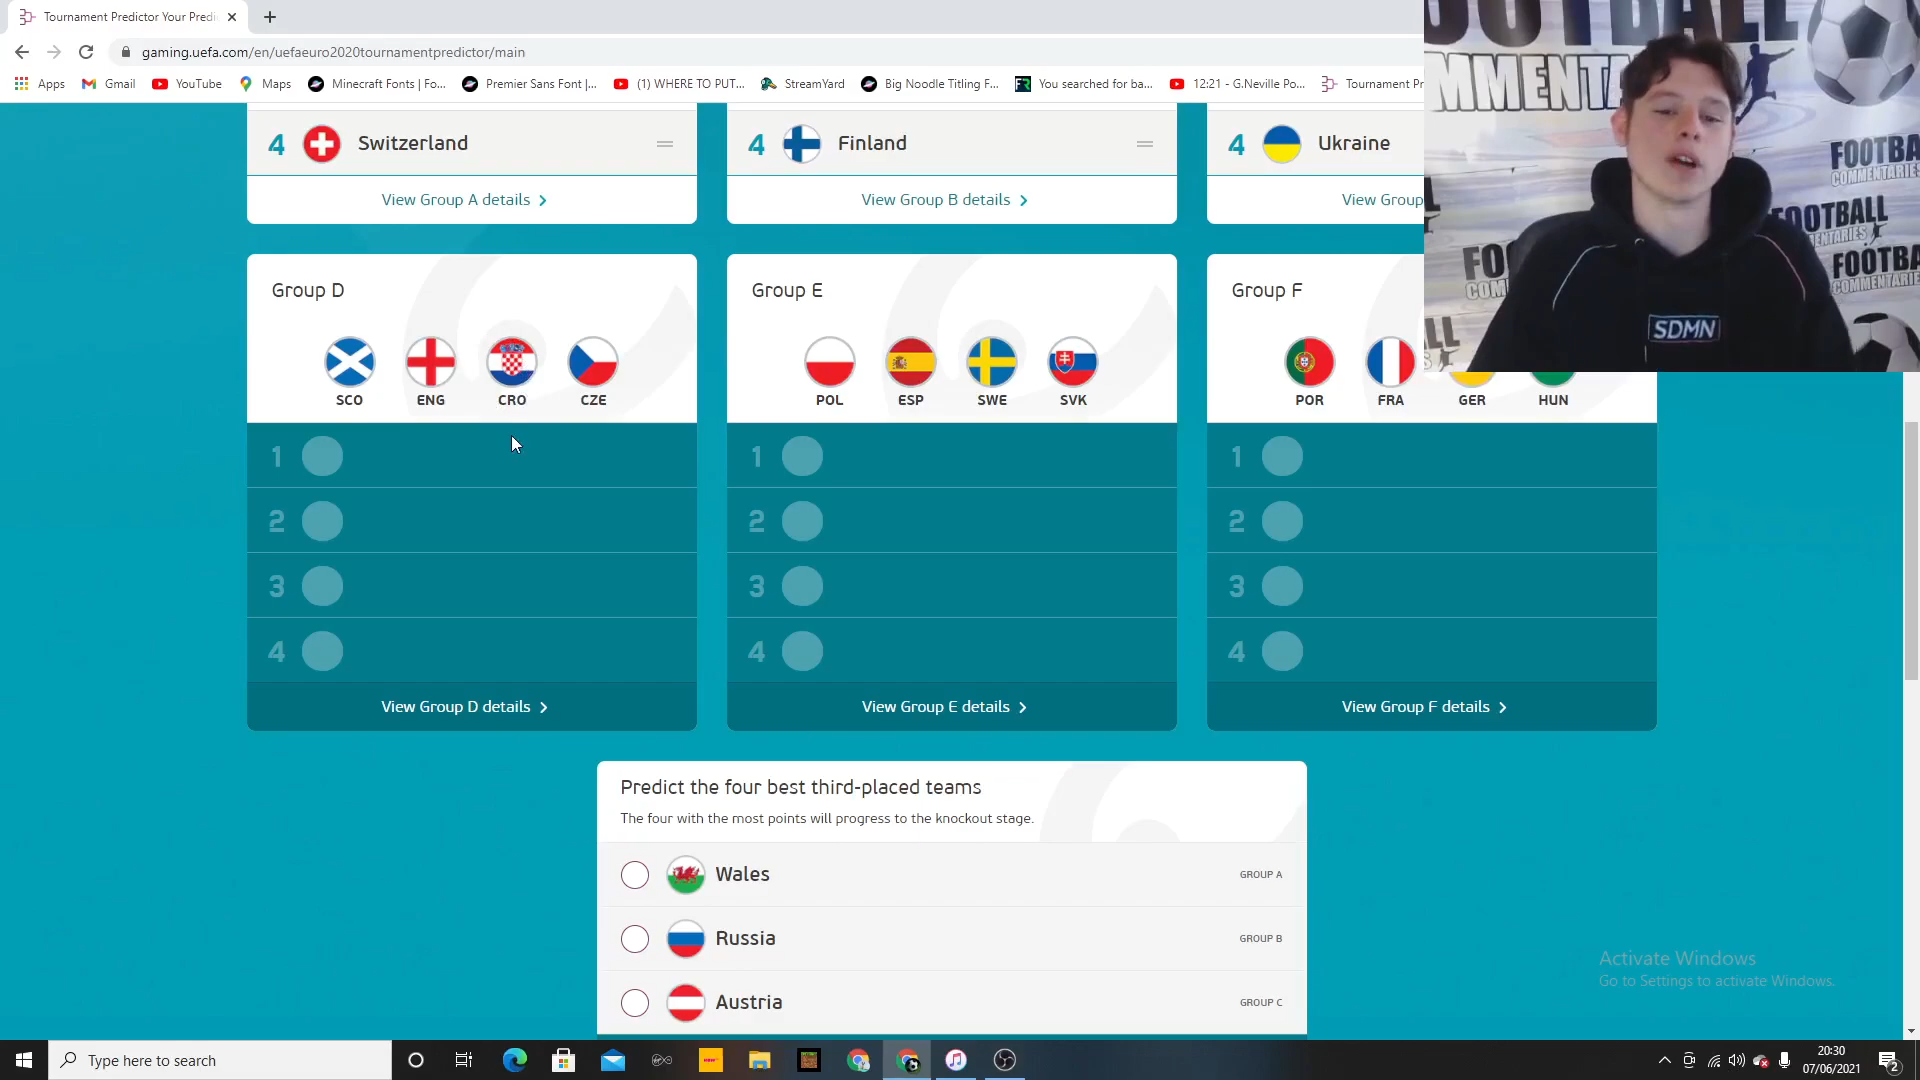 Tournament Predictor Your Predi
gaming.uefa.com/en/uefaeuro2020tournamentpredictor/main
Apps Gmail YouTube Maps Minecraft Fonts | Fo... Premier Sans Font |... (1) WHERE TO PUT... StreamYard Big Noodle Titling F... You searched for ba... 12:21 - G.Neville Po... Tournament Pr
FOOTBALL
COMMENTARIES
FOOTBALL
FOOTBA
COMMENTARIES
SDMN
4 Switzerland
View Group A details
4 Finland
View Group B details
4 Ukraine
View Group
Group D
SCO ENG CRO CZE
1
2
3
4
View Group D details
Group E
POL ESP SWE SVK
1
2
3
4
View Group E details
Group F
POR FRA GER HUN
1
2
3
4
View Group F details
Predict the four best third-placed teams
The four with the most points will progress to the knockout stage.
Wales GROUP A
Russia GROUP B
Austria GROUP C
Activate Windows
Go to Settings to activate Windows.
Type here to search
20:30
07/06/2021
2